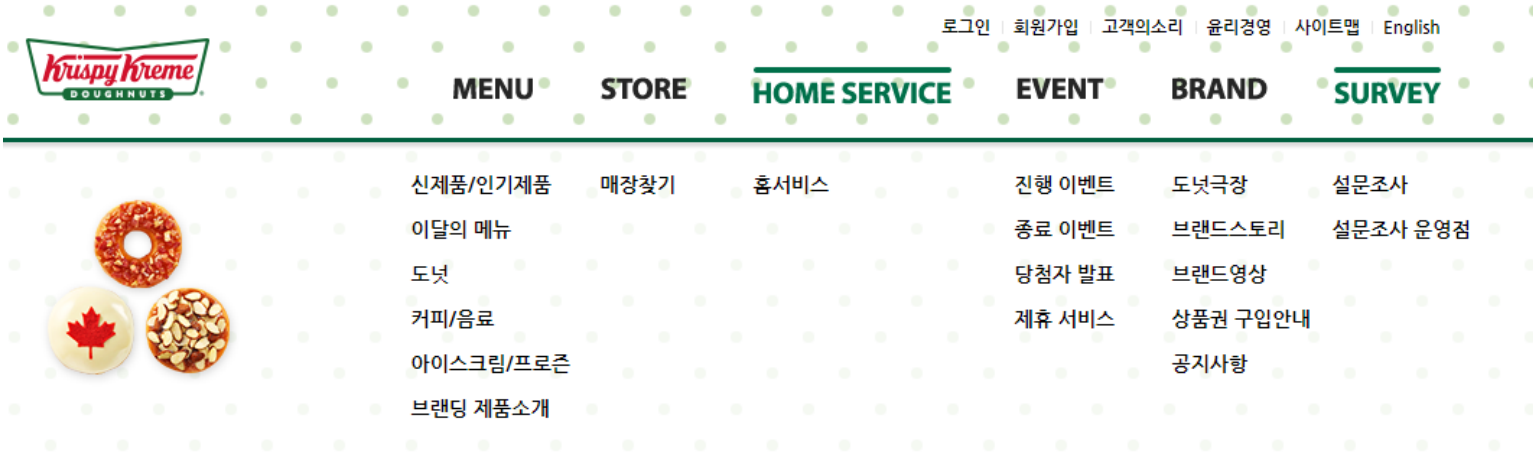 로그인 회원가입 고객의소리 윤리경영 사이트맵 English
Krispy Kreme
DOUGHNUTS
MENU STORE HOME SERVICE EVENT BRAND SURVEY
신제품/인기제품 매장찾기 홈서비스 진행 이벤트 도넛극장 설문조사
이달의 메뉴 종료 이벤트 브랜드스토리 설문조사 운영점
도넛 당첨자 발표 브랜드영상
커피/음료 제휴 서비스 상품권 구입안내
아이스크림/프로즌 공지사항
브랜딩 제품소개